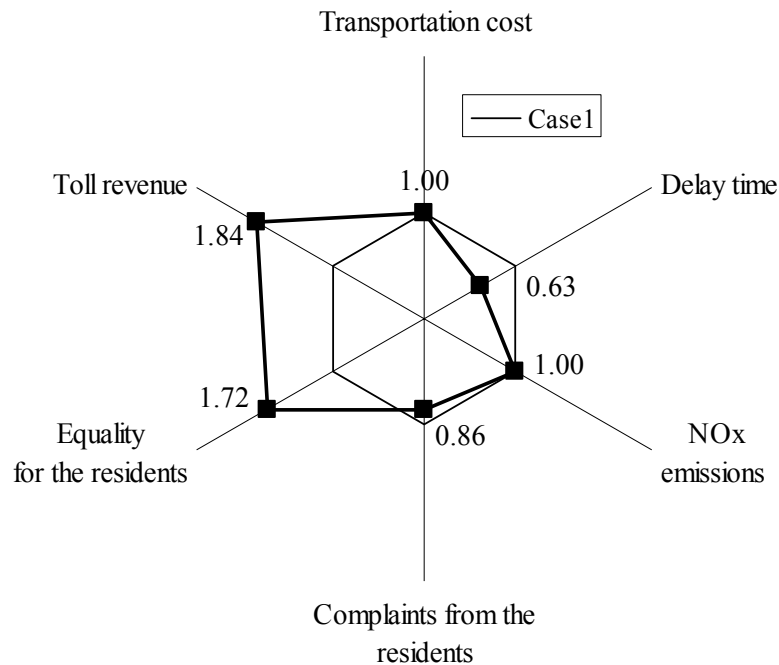 Transportation cost
Case1
Toll revenue
1.00
Delay time
1.84
0.63
1.00
1.72
0.86
Equality
for the residents
NOx
emissions
Complaints from the
residents